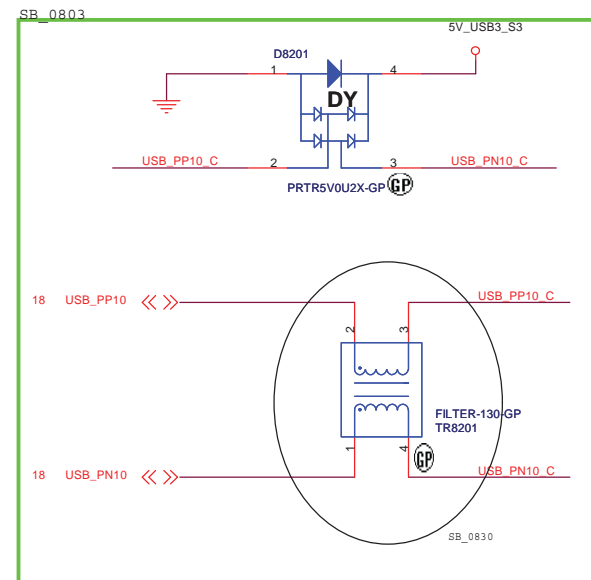 SB_0803
5V_USB3_S3
D8201
1
4
DY
USB_PP10_C
2
3
USB_PN10_C
PRTR5V0U2X-GP
GP
18 USB_PP10
USB_PP10_C
2
3
FILTER-130-GP
TR8201
1
4
GP
18 USB_PN10
USB_PN10_C
SB_0830